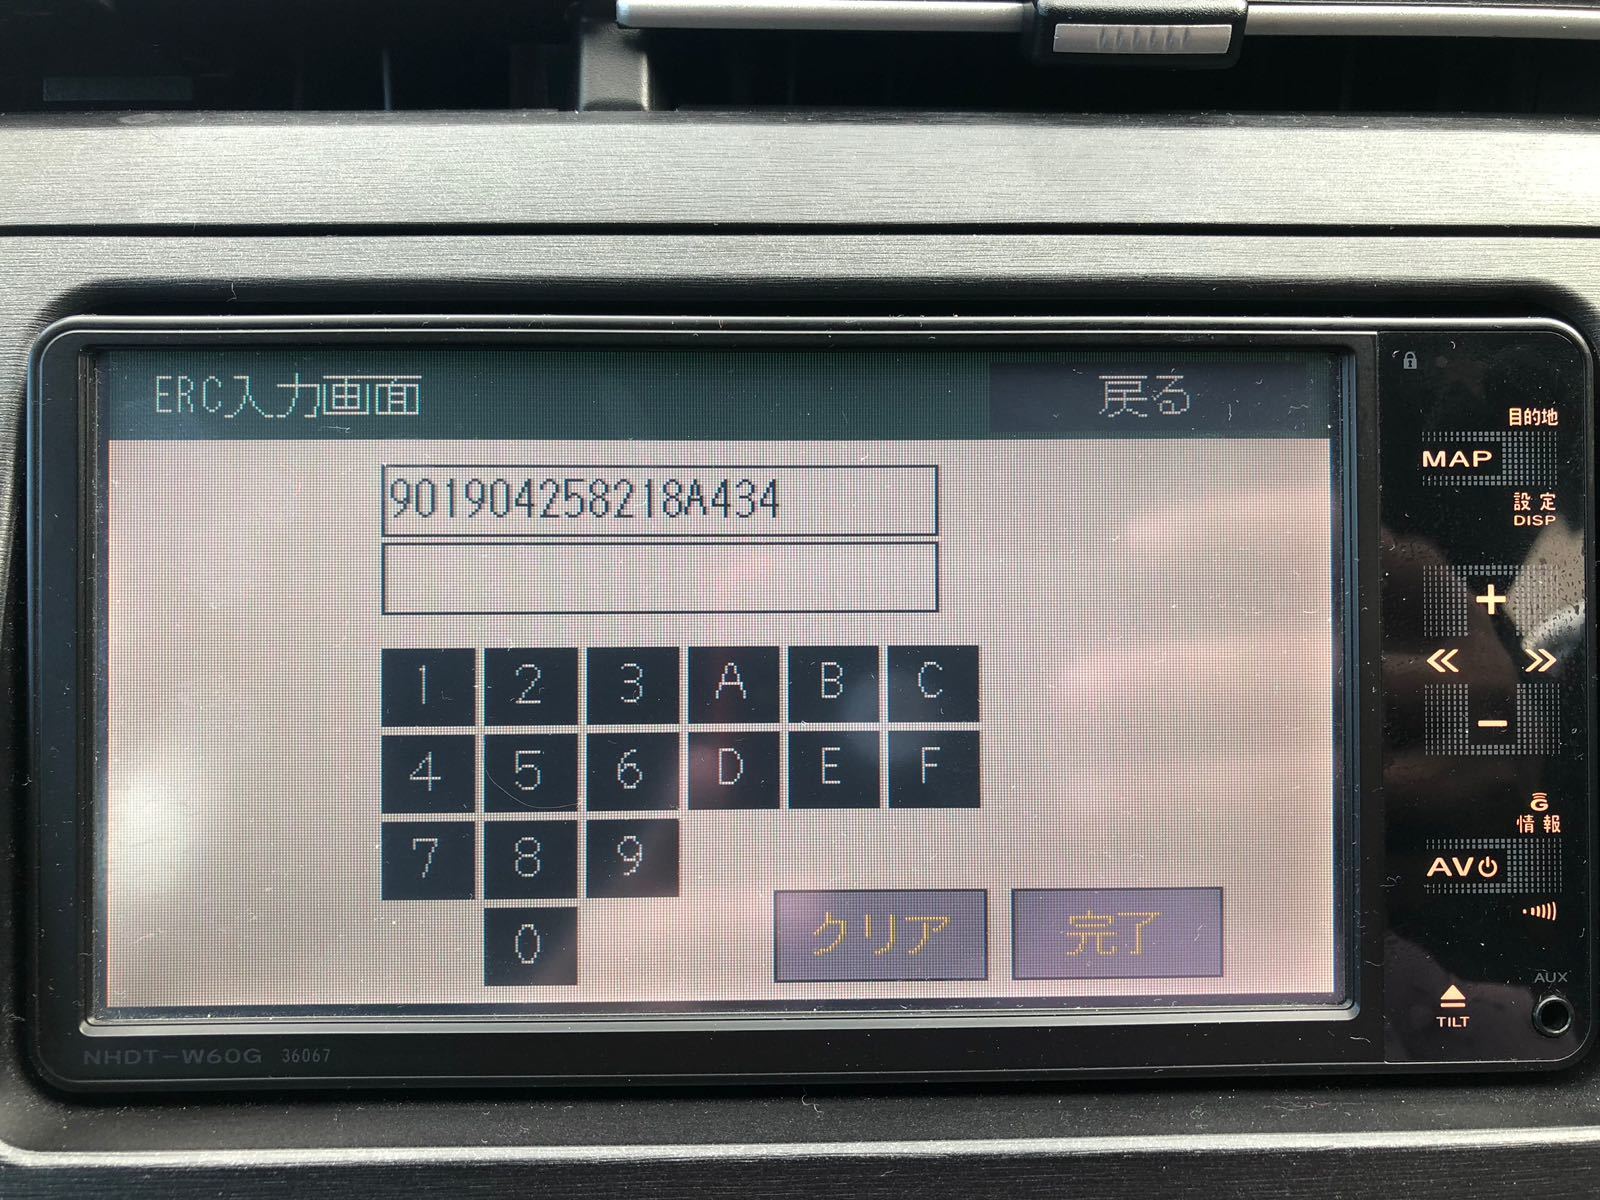 ERC入力画面 戻る
901904258218A434
1 2 3 A B C
4 5 6 D E F
7 8 9
0
クリア 完了
目的地
MAP
設定
DISP
+
« »
−
G
情報
AV
AUX
TILT
NHDT-W60G 36067